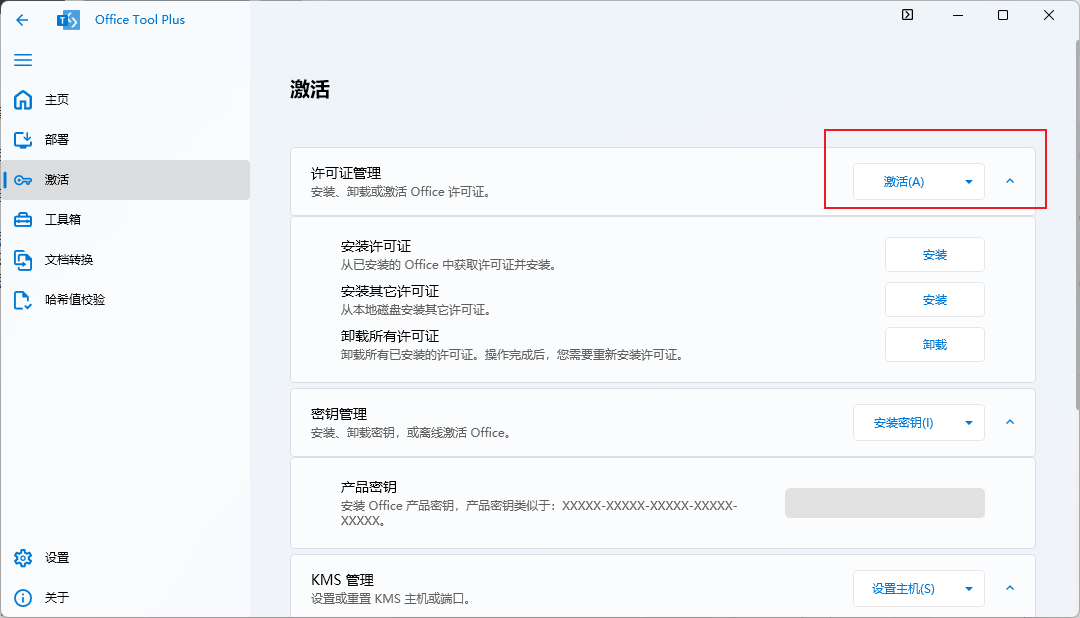 Office Tool Plus
主页
部署
激活
工具箱
文档转换
哈希值校验
设置
关于
激活
许可证管理
安装、卸载或激活 Office 许可证。
激活(A)
安装许可证
从已安装的 Office 中获取许可证并安装。
安装
安装其它许可证
从本地磁盘安装其它许可证。
安装
卸载所有许可证
卸载所有已安装的许可证。操作完成后，您需要重新安装许可证。
卸载
密钥管理
安装、卸载密钥，或离线激活 Office。
安装密钥(I)
产品密钥
安装 Office 产品密钥，产品密钥类似于：XXXXX-XXXXX-XXXXX-XXXXX-
XXXXX。
KMS 管理
设置或重置 KMS 主机或端口。
设置主机(S)